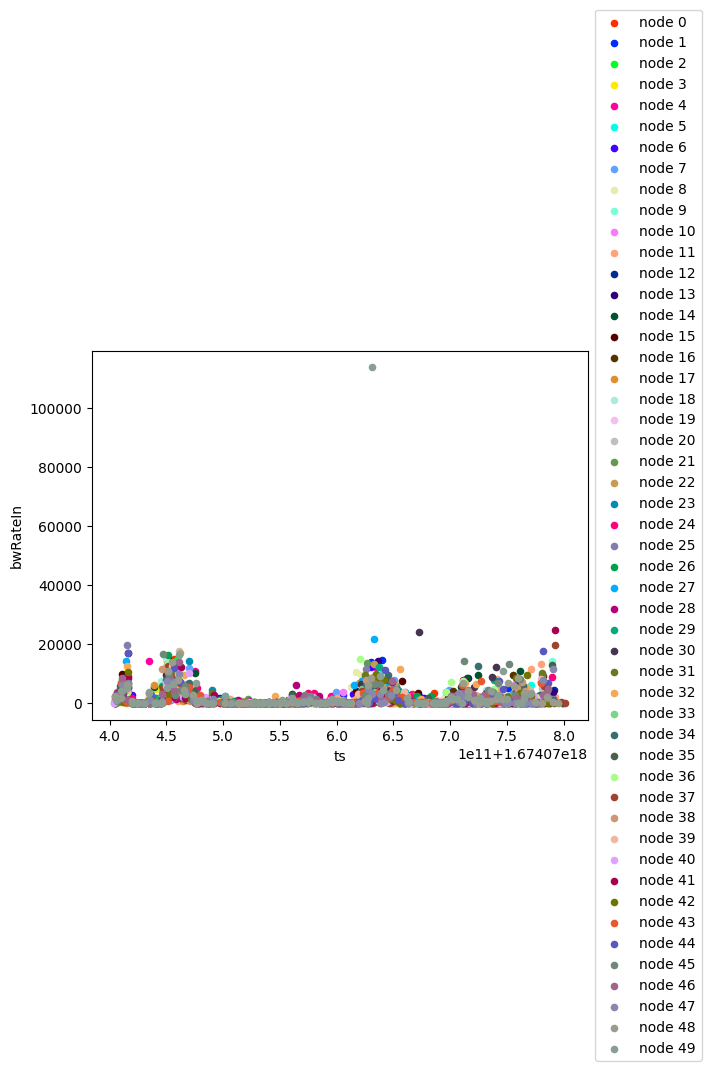 bwRateIn
100000
80000
60000
40000
20000
0
4.0 4.5 5.0 5.5 6.0 6.5 7.0 7.5 8.0
ts
1e11+1.67407e18
node 0
node 1
node 2
node 3
node 4
node 5
node 6
node 7
node 8
node 9
node 10
node 11
node 12
node 13
node 14
node 15
node 16
node 17
node 18
node 19
node 20
node 21
node 22
node 23
node 24
node 25
node 26
node 27
node 28
node 29
node 30
node 31
node 32
node 33
node 34
node 35
node 36
node 37
node 38
node 39
node 40
node 41
node 42
node 43
node 44
node 45
node 46
node 47
node 48
node 49